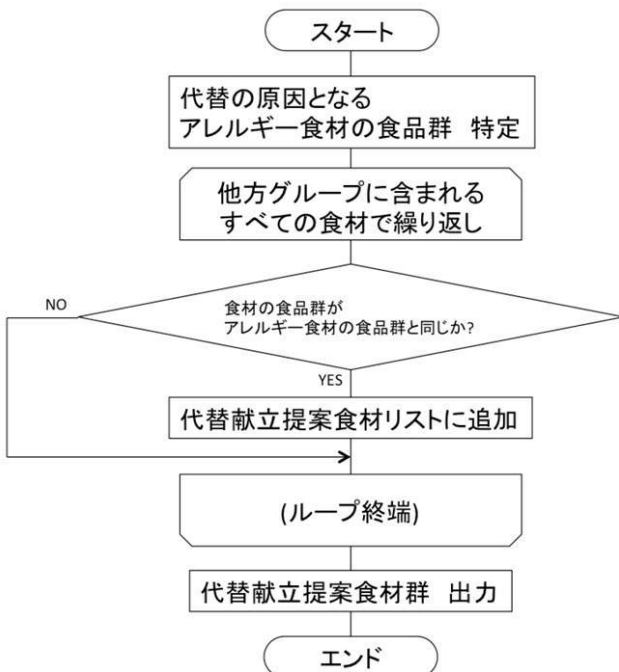 スタート
代替の原因となる
アレルギー食材の食品群 特定
他方グループに含まれる
すべての食材で繰り返し
NO
食材の食品群が
アレルギー食材の食品群と同じか?
YES
代替献立提案食材リストに追加
(ループ終端)
代替献立提案食材群 出力
エンド